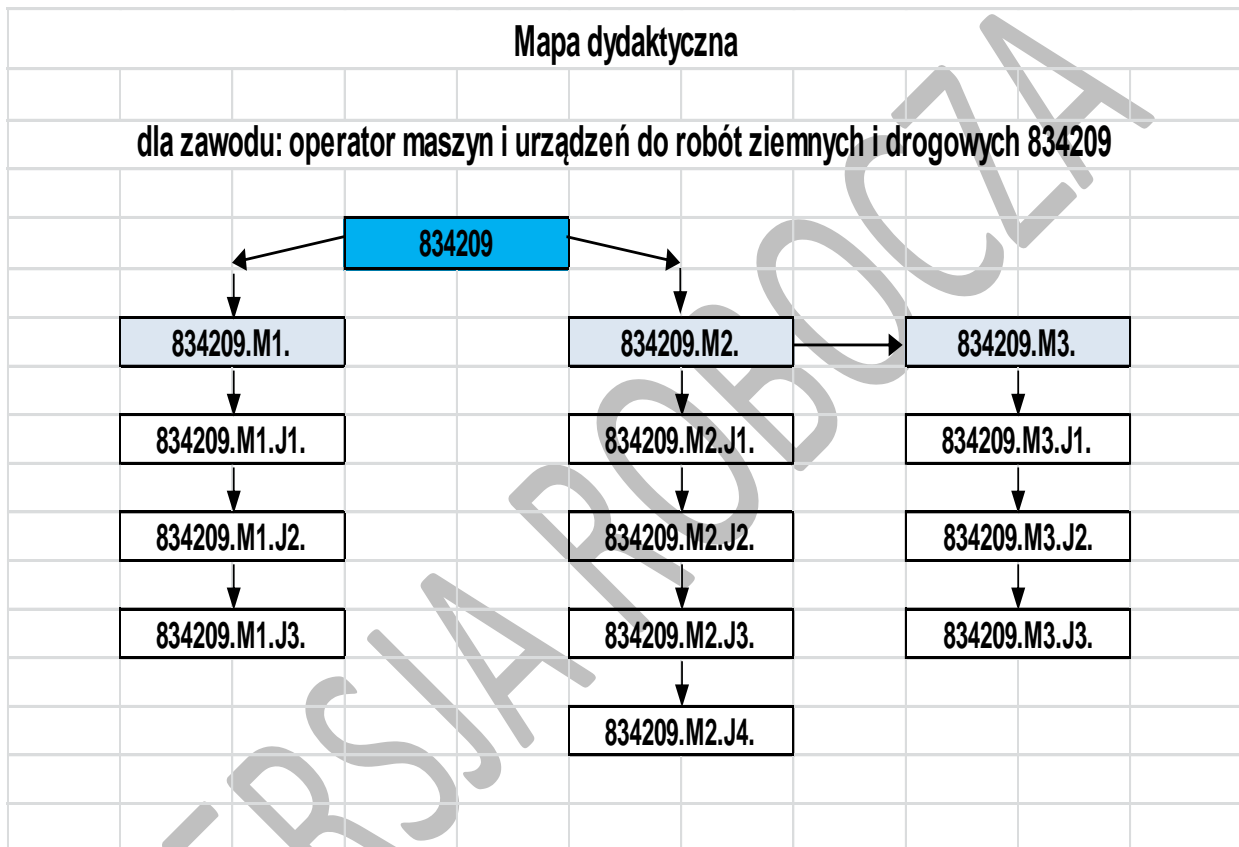 Mapa dydaktyczna
dla zawodu: operator maszyn i urządzeń do robót ziemnych i drogowych 834209
834209
834209.M1. 834209.M2. 834209.M3.
834209.M1.J1. 834209.M2.J1. 834209.M3.J1.
834209.M1.J2. 834209.M2.J2. 834209.M3.J2.
834209.M1.J3. 834209.M2.J3. 834209.M3.J3.
834209.M2.J4.
ERSJA ROBOCZA